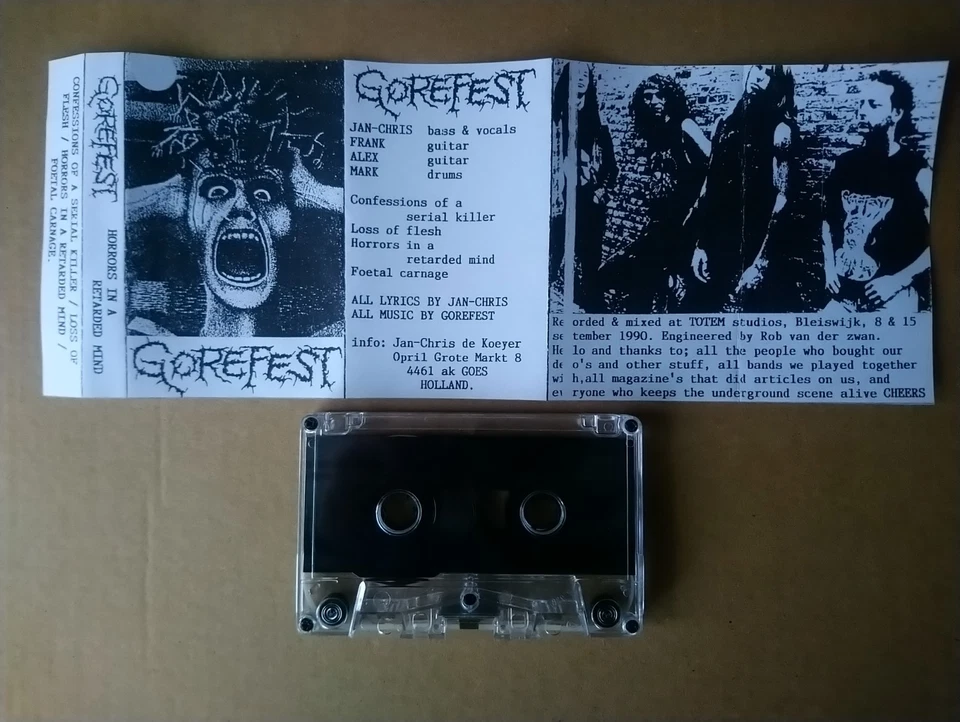 CONFESSIONS OF A SERIAL KILLER / LOSS OF
FLESH / HORRORS IN A RETARDED MIND /
FOETAL CARNAGE.
GOREFEST
HORRORS IN A
RETARDED MIND
GOREFEST
GOREFEST
JAN-CHRIS bass & vocals
FRANK guitar
ALEX guitar
MARK drums
Confessions of a
serial killer
Loss of flesh
Horrors in a
retarded mind
Foetal carnage
ALL LYRICS BY JAN-CHRIS
ALL MUSIC BY GOREFEST
info: Jan-Chris de Koeyer
Opril Grote Markt 8
4461 ak GOES
HOLLAND.
Re orded & mixed at TOTEM studios, Bleiswijk, 8 & 15
se tember 1990. Engineered by Rob van der zwan.
He lo and thanks to; all the people who bought our
de o's and other stuff, all bands we played together
wi h,all magazine's that did articles on us, and
ev ryone who keeps the underground scene alive CHEERS